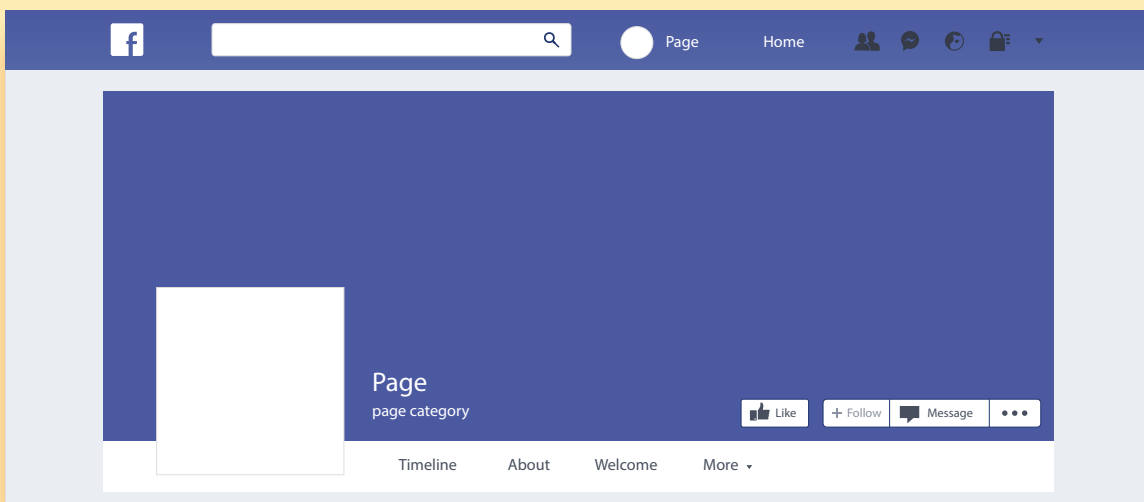 f
Page Home
Page
page category
Like + Follow Message
Timeline About Welcome More